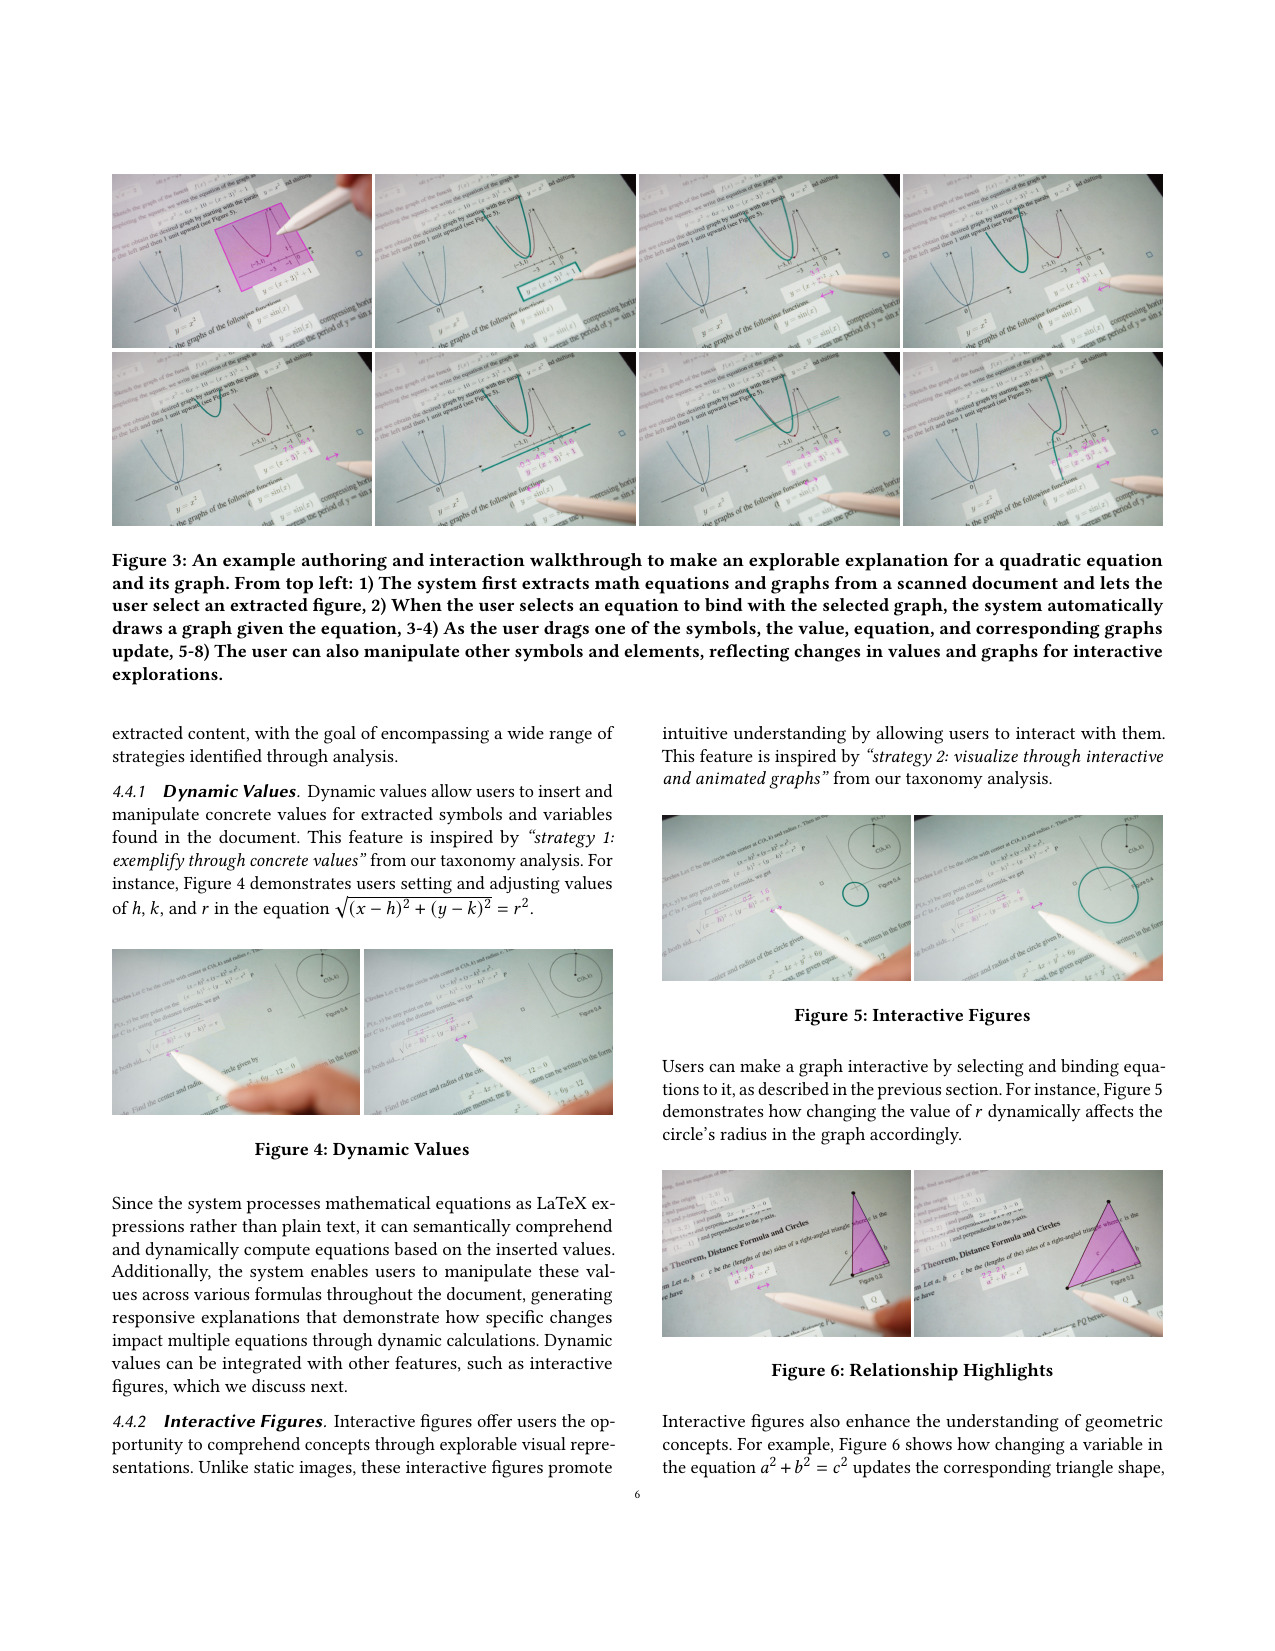 Figure 3: An example authoring and interaction walkthrough to make an explorable explanation for a quadratic equation
and its graph. From top left: 1) The system first extracts math equations and graphs from a scanned document and lets the
user select an extracted figure, 2) When the user selects an equation to bind with the selected graph, the system automatically
draws a graph given the equation, 3-4) As the user drags one of the symbols, the value, equation, and corresponding graphs
update, 5-8) The user can also manipulate other symbols and elements, reflecting changes in values and graphs for interactive
explorations.
extracted content, with the goal of encompassing a wide range of
strategies identified through analysis.
4.4.1 Dynamic Values. Dynamic values allow users to insert and
manipulate concrete values for extracted symbols and variables
found in the document. This feature is inspired by “strategy 1:
exemplify through concrete values” from our taxonomy analysis. For
instance, Figure 4 demonstrates users setting and adjusting values
of h, k, and r in the equation √(x − h)² + (y − k)² = r².
Figure 4: Dynamic Values
Since the system processes mathematical equations as LaTeX ex-
pressions rather than plain text, it can semantically comprehend
and dynamically compute equations based on the inserted values.
Additionally, the system enables users to manipulate these val-
ues across various formulas throughout the document, generating
responsive explanations that demonstrate how specific changes
impact multiple equations through dynamic calculations. Dynamic
values can be integrated with other features, such as interactive
figures, which we discuss next.
4.4.2 Interactive Figures. Interactive figures offer users the op-
portunity to comprehend concepts through explorable visual repre-
sentations. Unlike static images, these interactive figures promote
intuitive understanding by allowing users to interact with them.
This feature is inspired by “strategy 2: visualize through interactive
and animated graphs” from our taxonomy analysis.
Figure 5: Interactive Figures
Users can make a graph interactive by selecting and binding equa-
tions to it, as described in the previous section. For instance, Figure 5
demonstrates how changing the value of r dynamically affects the
circle’s radius in the graph accordingly.
Figure 6: Relationship Highlights
Interactive figures also enhance the understanding of geometric
concepts. For example, Figure 6 shows how changing a variable in
the equation a² + b² = c² updates the corresponding triangle shape,
6